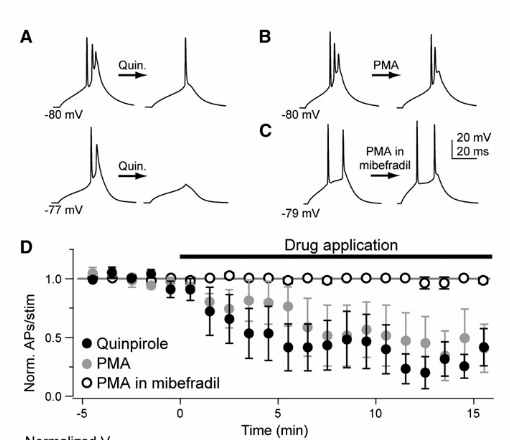 A
Quin.
-80 mV
Quin.
-77 mV
B
PMA
-80 mV
C
PMA in
mibefradil
20 mV
20 ms
-79 mV
D
Drug application
Norm. APs/stim
1.0
0.5
0.0
Quinpirole
PMA
PMA in mibefradil
-5 0 5 10 15
Time (min)
Normalized V